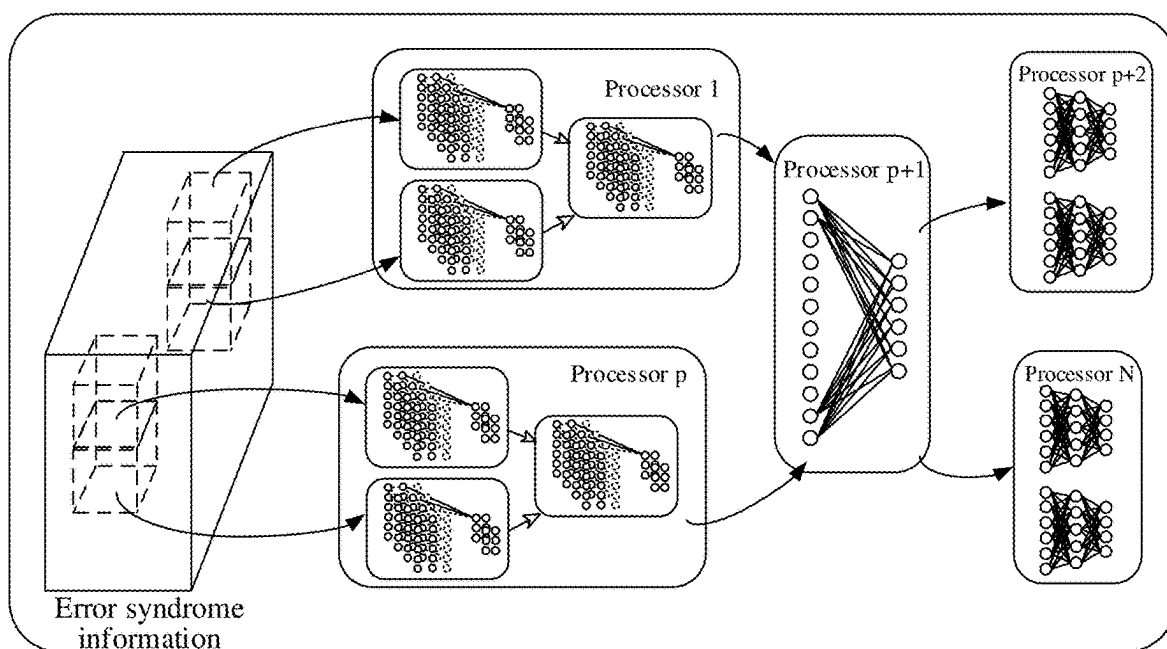 Processor 1
Processor p+2
Processor p+1
Processor p
Processor N
Error syndrome
information